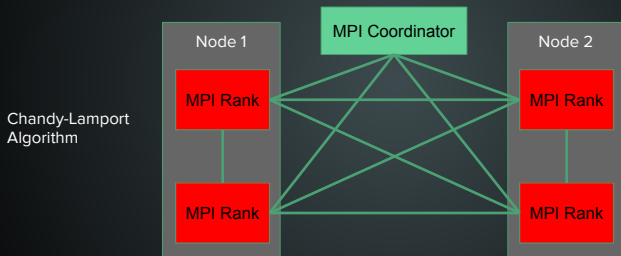 MPI Coordinator
Node 1
Node 2
MPI Rank
MPI Rank
Chandy-Lamport
Algorithm
MPI Rank
MPI Rank